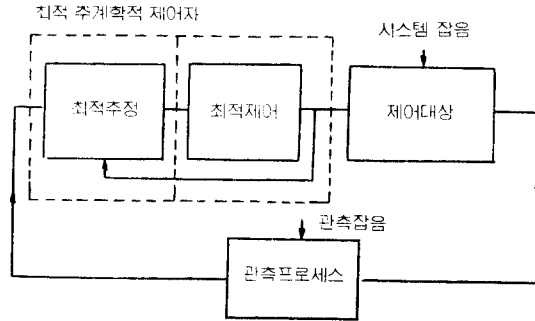 최적 추계학적 제어자
시스템 잡음
최적추정
최적제어
제어대상
관측잡음
관측프로세스